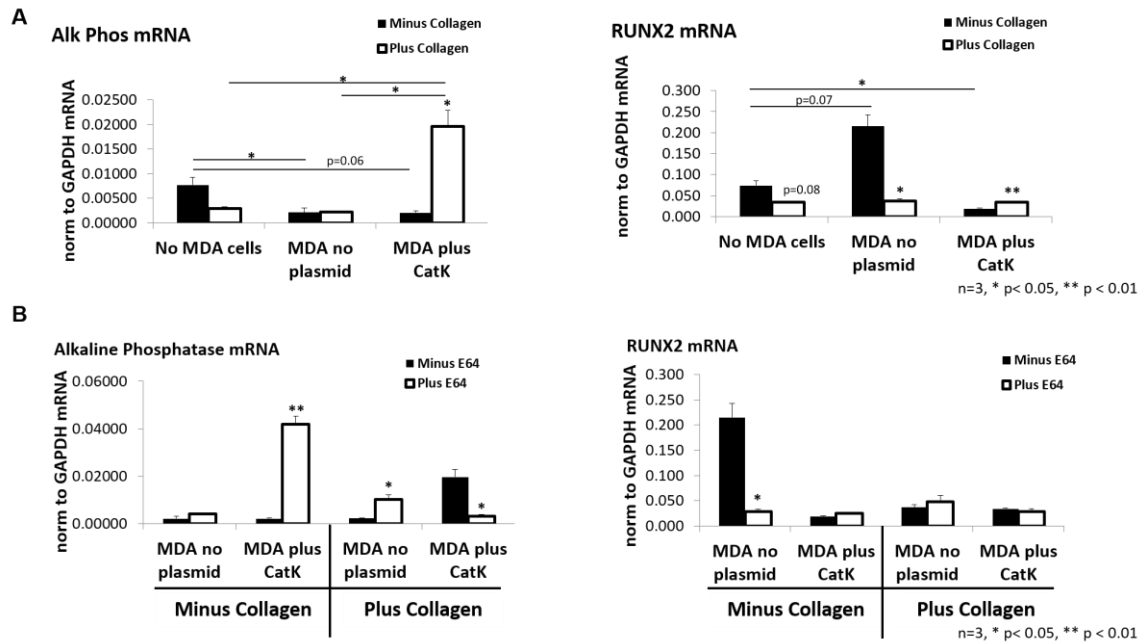 A
Alk Phos mRNA
Minus Collagen
Plus Collagen
norm to GAPDH mRNA
0.02500
0.02000
0.01500
0.01000
0.00500
0.00000
*
*
*
*
p=0.06
No MDA cells
MDA no
plasmid
MDA plus
CatK
RUNX2 mRNA
Minus Collagen
Plus Collagen
norm to GAPDH mRNA
0.300
0.250
0.200
0.150
0.100
0.050
0.000
*
p=0.07
p=0.08
*
**
No MDA cells
MDA no
plasmid
MDA plus
CatK
n=3, * p< 0.05, ** p < 0.01
B
Alkaline Phosphatase mRNA
Minus E64
Plus E64
norm to GAPDH mRNA
0.06000
0.04000
0.02000
0.00000
**
*
*
MDA no
plasmid
MDA plus
CatK
MDA no
plasmid
MDA plus
CatK
Minus Collagen
Plus Collagen
RUNX2 mRNA
Minus E64
Plus E64
norm to GAPDH mRNA
0.300
0.250
0.200
0.150
0.100
0.050
0.000
*
MDA no
plasmid
MDA plus
CatK
MDA no
plasmid
MDA plus
CatK
Minus Collagen
Plus Collagen
n=3, * p< 0.05, ** p < 0.01